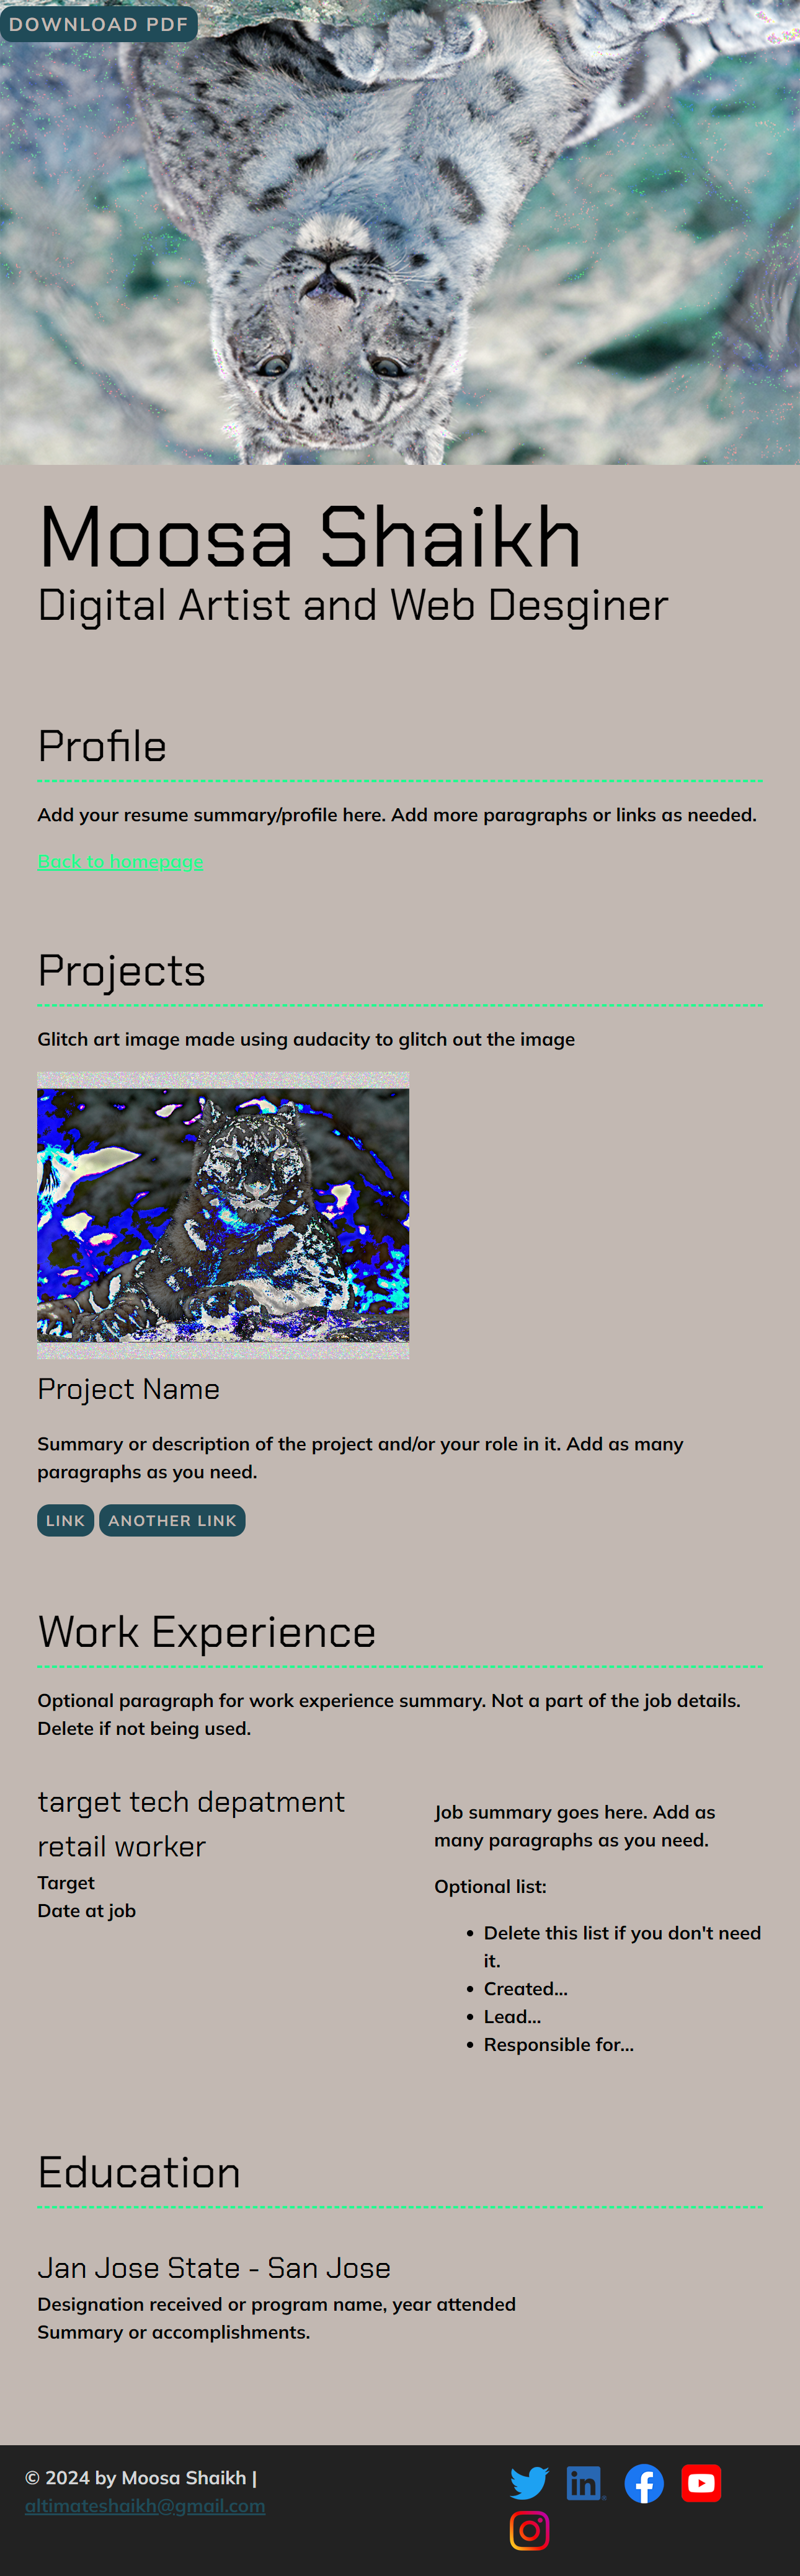 DOWNLOAD PDF
Moosa Shaikh
Digital Artist and Web Desginer
Profile
Add your resume summary/profile here. Add more paragraphs or links as needed.
Back to homepage
Projects
Glitch art image made using audacity to glitch out the image
Project Name
Summary or description of the project and/or your role in it. Add as many
paragraphs as you need.
LINK ANOTHER LINK
Work Experience
Optional paragraph for work experience summary. Not a part of the job details.
Delete if not being used.
target tech depatment
retail worker
Target
Date at job
Job summary goes here. Add as
many paragraphs as you need.
Optional list:
• Delete this list if you don't need
it.
• Created...
• Lead...
• Responsible for...
Education
Jan Jose State - San Jose
Designation received or program name, year attended
Summary or accomplishments.
© 2024 by Moosa Shaikh |
altimateshaikh@gmail.com
in